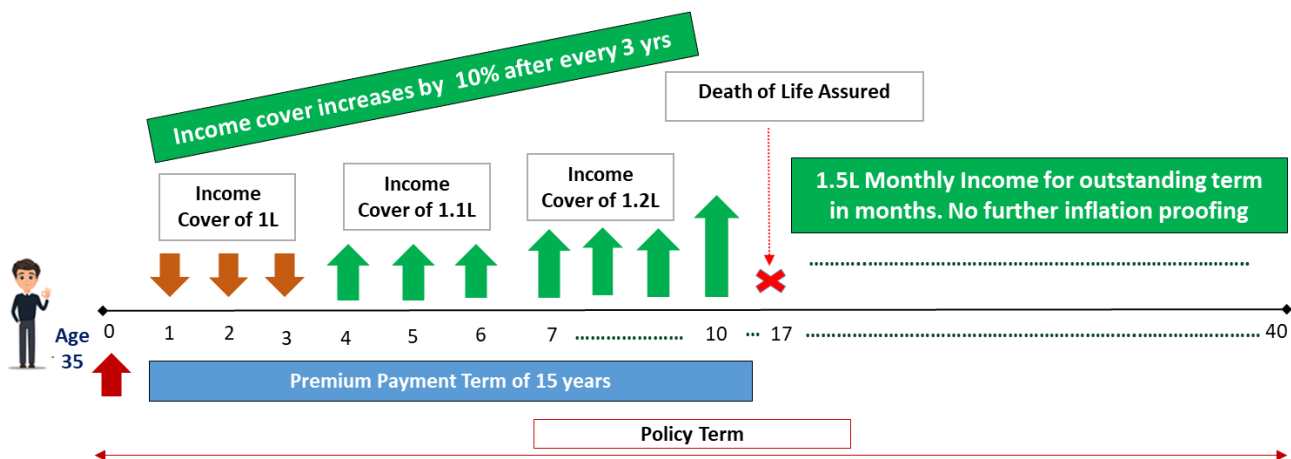 Income cover increases by 10% after every 3 yrs
Death of Life Assured
Income
Cover of 1L
Income
Cover of 1.1L
Income
Cover of 1.2L
1.5L Monthly Income for outstanding term
in months. No further inflation proofing
Age
35
0 1 2 3 4 5 6 7 ...................... 10 ... 17 ................................................ 40
Premium Payment Term of 15 years
Policy Term